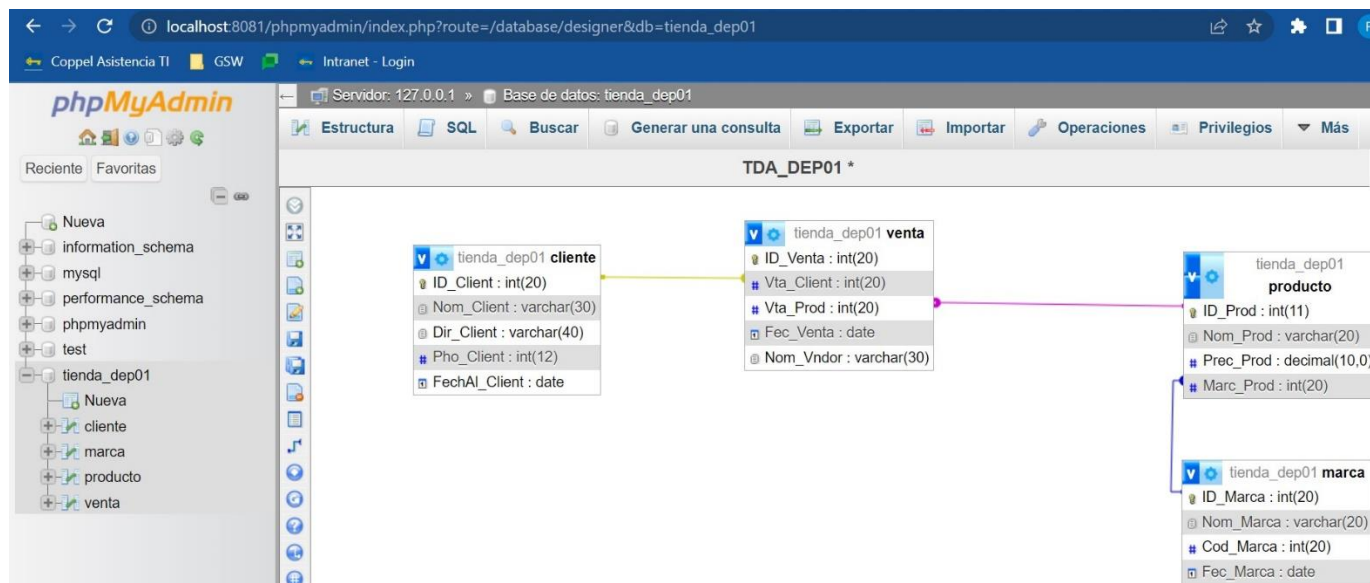 localhost:8081/phpmyadmin/index.php?route=/database/designer&db=tienda_dep01
Coppel Asistencia TI GSW Intranet - Login
phpMyAdmin
Servidor: 127.0.0.1 » Base de datos: tienda_dep01
Estructura SQL Buscar Generar una consulta Exportar Importar Operaciones Privilegios Más
Reciente Favoritas
TDA_DEP01 *
Nueva
information_schema
mysql
performance_schema
phpmyadmin
test
tienda_dep01
Nueva
cliente
marca
producto
venta
V tienda_dep01 cliente
ID_Client : int(20)
Nom_Client : varchar(30)
Dir_Client : varchar(40)
# Pho_Client : int(12)
FechAl_Client : date
V tienda_dep01 venta
ID_Venta : int(20)
# Vta_Client : int(20)
# Vta_Prod : int(20)
Fec_Venta : date
Nom_Vndor : varchar(30)
V tienda_dep01
producto
ID_Prod : int(11)
Nom_Prod : varchar(20)
# Prec_Prod : decimal(10,0)
# Marc_Prod : int(20)
V tienda_dep01 marca
ID_Marca : int(20)
Nom_Marca : varchar(20)
# Cod_Marca : int(20)
Fec_Marca : date